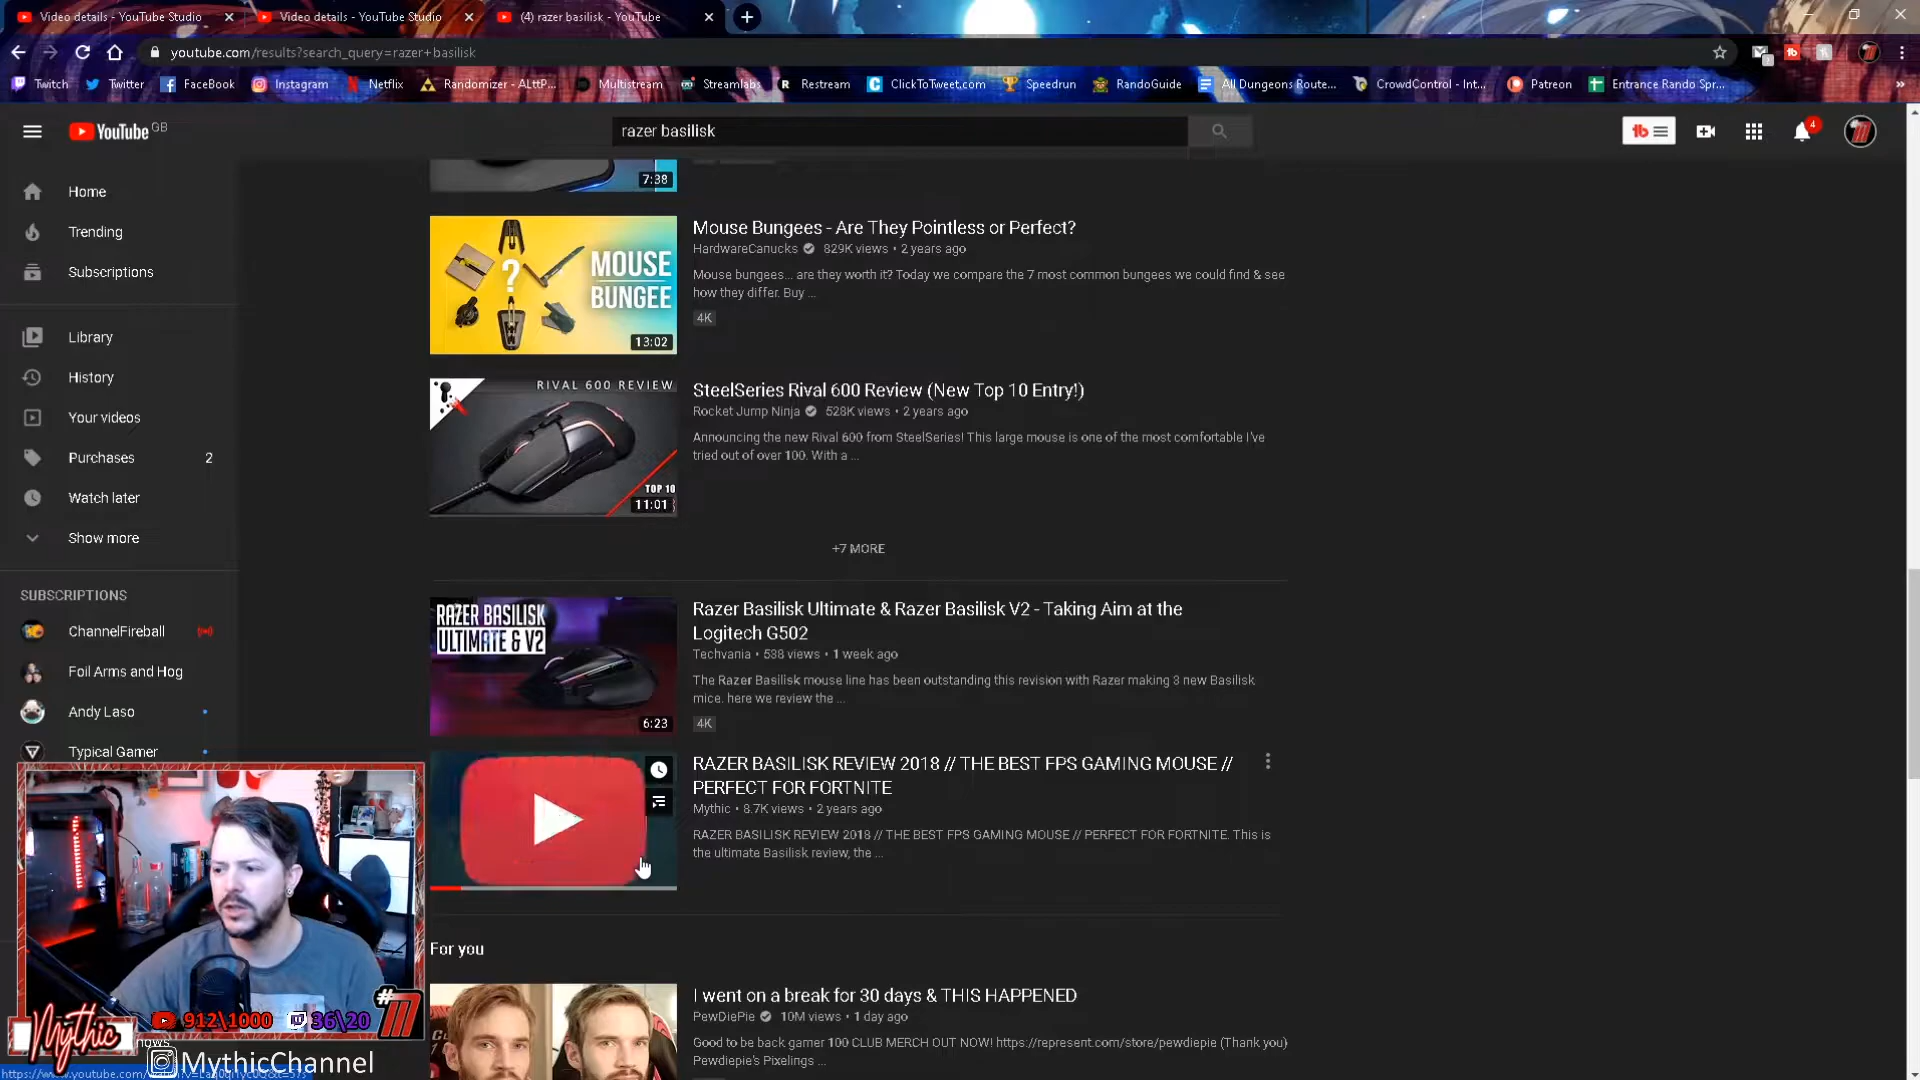 Video details - YouTube Studio
Video details - YouTube Studio
(4) razer basilisk - YouTube
youtube.com/results?search_query=razer+basilisk
Twitch
Twitter
FaceBook
Instagram
Netflix
Randomizer - ALttP...
Multistream
Streamlabs
Restream
ClickToTweet.com
Speedrun
RandoGuide
All Dungeons Route...
CrowdControl - Int...
Patreon
Entrance Rando Spr...
YouTube GB
razer basilisk
4
Home
Trending
Subscriptions
Library
History
Your videos
Purchases 2
Watch later
Show more
SUBSCRIPTIONS
ChannelFireball
Foil Arms and Hog
Andy Laso
Typical Gamer
7:38
MOUSE
BUNGEE
13:02
Mouse Bungees - Are They Pointless or Perfect?
HardwareCanucks 829K views • 2 years ago
Mouse bungees... are they worth it? Today we compare the 7 most common bungees we could find & see
how they differ. Buy ...
4K
RIVAL 600 REVIEW
TOP 10
11:01
SteelSeries Rival 600 Review (New Top 10 Entry!)
Rocket Jump Ninja 528K views • 2 years ago
Announcing the new Rival 600 from SteelSeries! This large mouse is one of the most comfortable I've
tried out of over 100. With a ...
+7 MORE
RAZER BASILISK
ULTIMATE & V2
6:23
Razer Basilisk Ultimate & Razer Basilisk V2 - Taking Aim at the
Logitech G502
Techvania • 538 views • 1 week ago
The Razer Basilisk mouse line has been outstanding this revision with Razer making 3 new Basilisk
mice. here we review the ...
4K
RAZER BASILISK REVIEW 2018 // THE BEST FPS GAMING MOUSE //
PERFECT FOR FORTNITE
Mythic • 8.7K views • 2 years ago
RAZER BASILISK REVIEW 2018 // THE BEST FPS GAMING MOUSE // PERFECT FOR FORTNITE. This is
the ultimate Basilisk review, the ...
For you
I went on a break for 30 days & THIS HAPPENED
PewDiePie 10M views • 1 day ago
Good to be back gamer 100 CLUB MERCH OUT NOW! https://represent.com/store/pewdiepie (Thank you)
Pewdiepie's Pixelings ...
Mythic
912\1000
36\20
MythicChannel